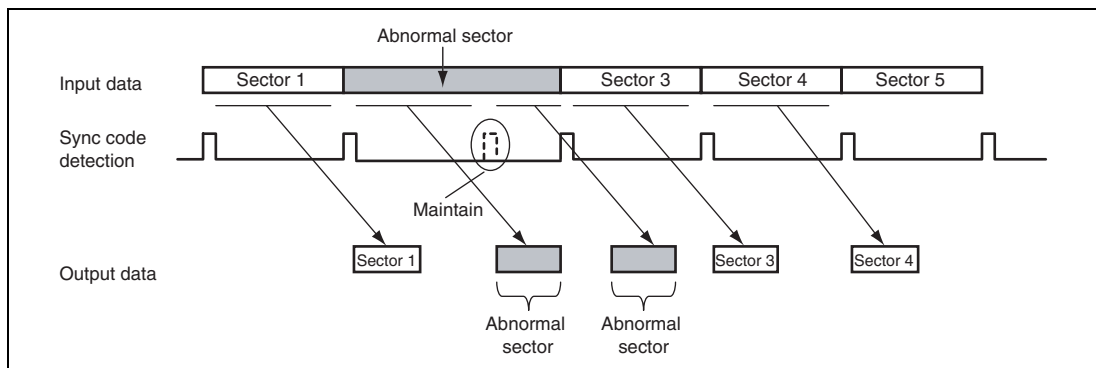 Abnormal sector
Input data
Sector 1
Sector 3
Sector 4
Sector 5
Sync code
detection
Maintain
Output data
Sector 1
Sector 3
Sector 4
Abnormal
sector
Abnormal
sector